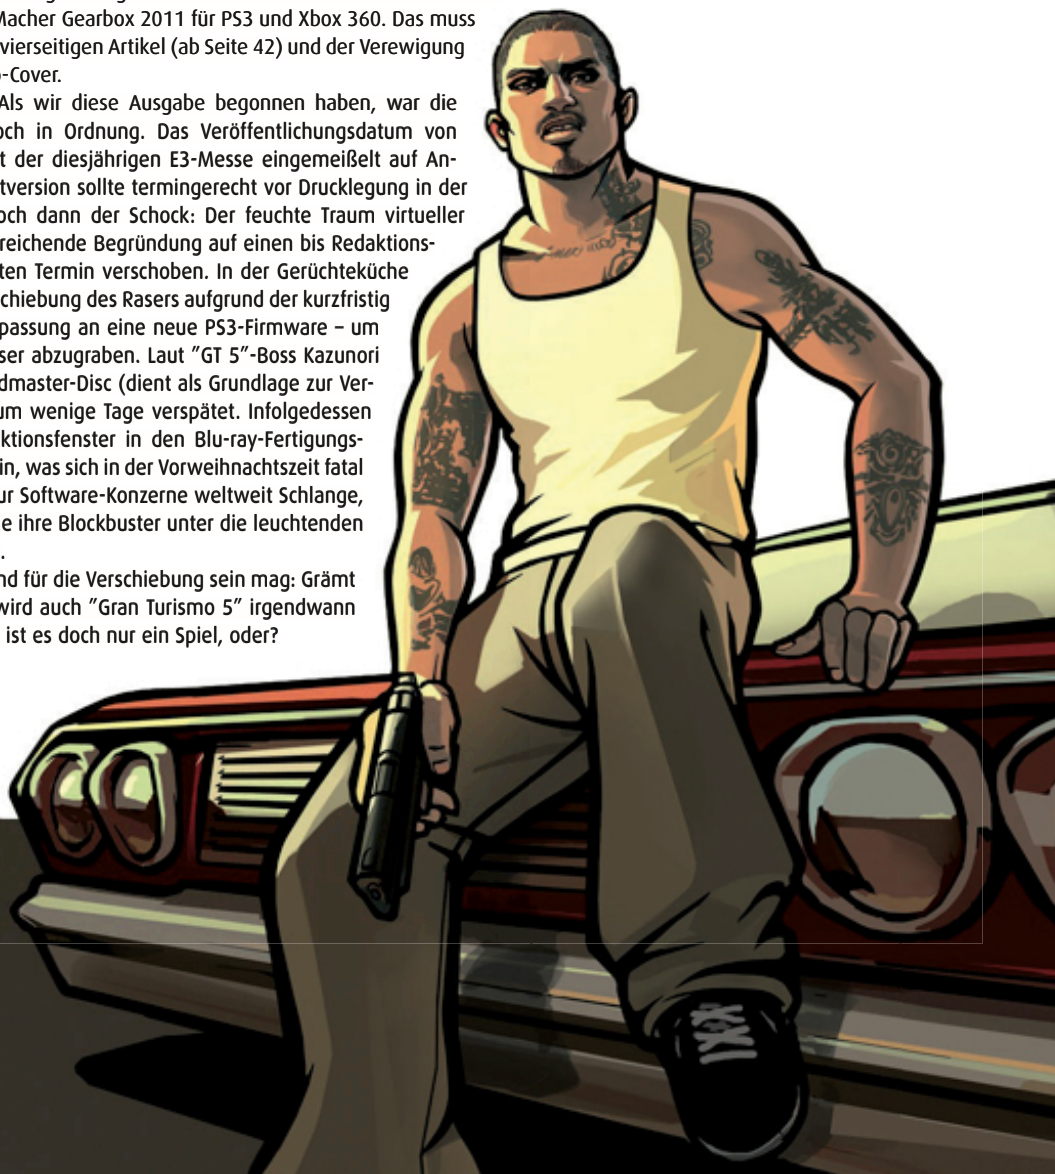 Macher Gearbox 2011 für PS3 und Xbox 360. Das muss
vierseitigen Artikel (ab Seite 42) und der Verewigung
-Cover.
Als wir diese Ausgabe begonnen haben, war die
och in Ordnung. Das Veröffentlichungsdatum von
t der diesjährigen E3-Messe eingemeißelt auf An-
tversion sollte termingerecht vor Drucklegung in der
och dann der Schock: Der feuchte Traum virtueller
reichende Begründung auf einen bis Redaktions-
ten Termin verschoben. In der Gerüchteküche
chiebung des Rasers aufgrund der kurzfristig
passung an eine neue PS3-Firmware – um
ser abzugraben. Laut ”GT 5”-Boss Kazunori
dmaster-Disc (dient als Grundlage zur Ver-
um wenige Tage verspätet. Infolgedessen
ktionsfenster in den Blu-ray-Fertigungs-
in, was sich in der Vorweihnachtszeit fatal
ur Software-Konzerne weltweit Schlange,
e ihre Blockbuster unter die leuchtenden
.
nd für die Verschiebung sein mag: Grämt
wird auch ”Gran Turismo 5” irgendwann
ist es doch nur ein Spiel, oder?